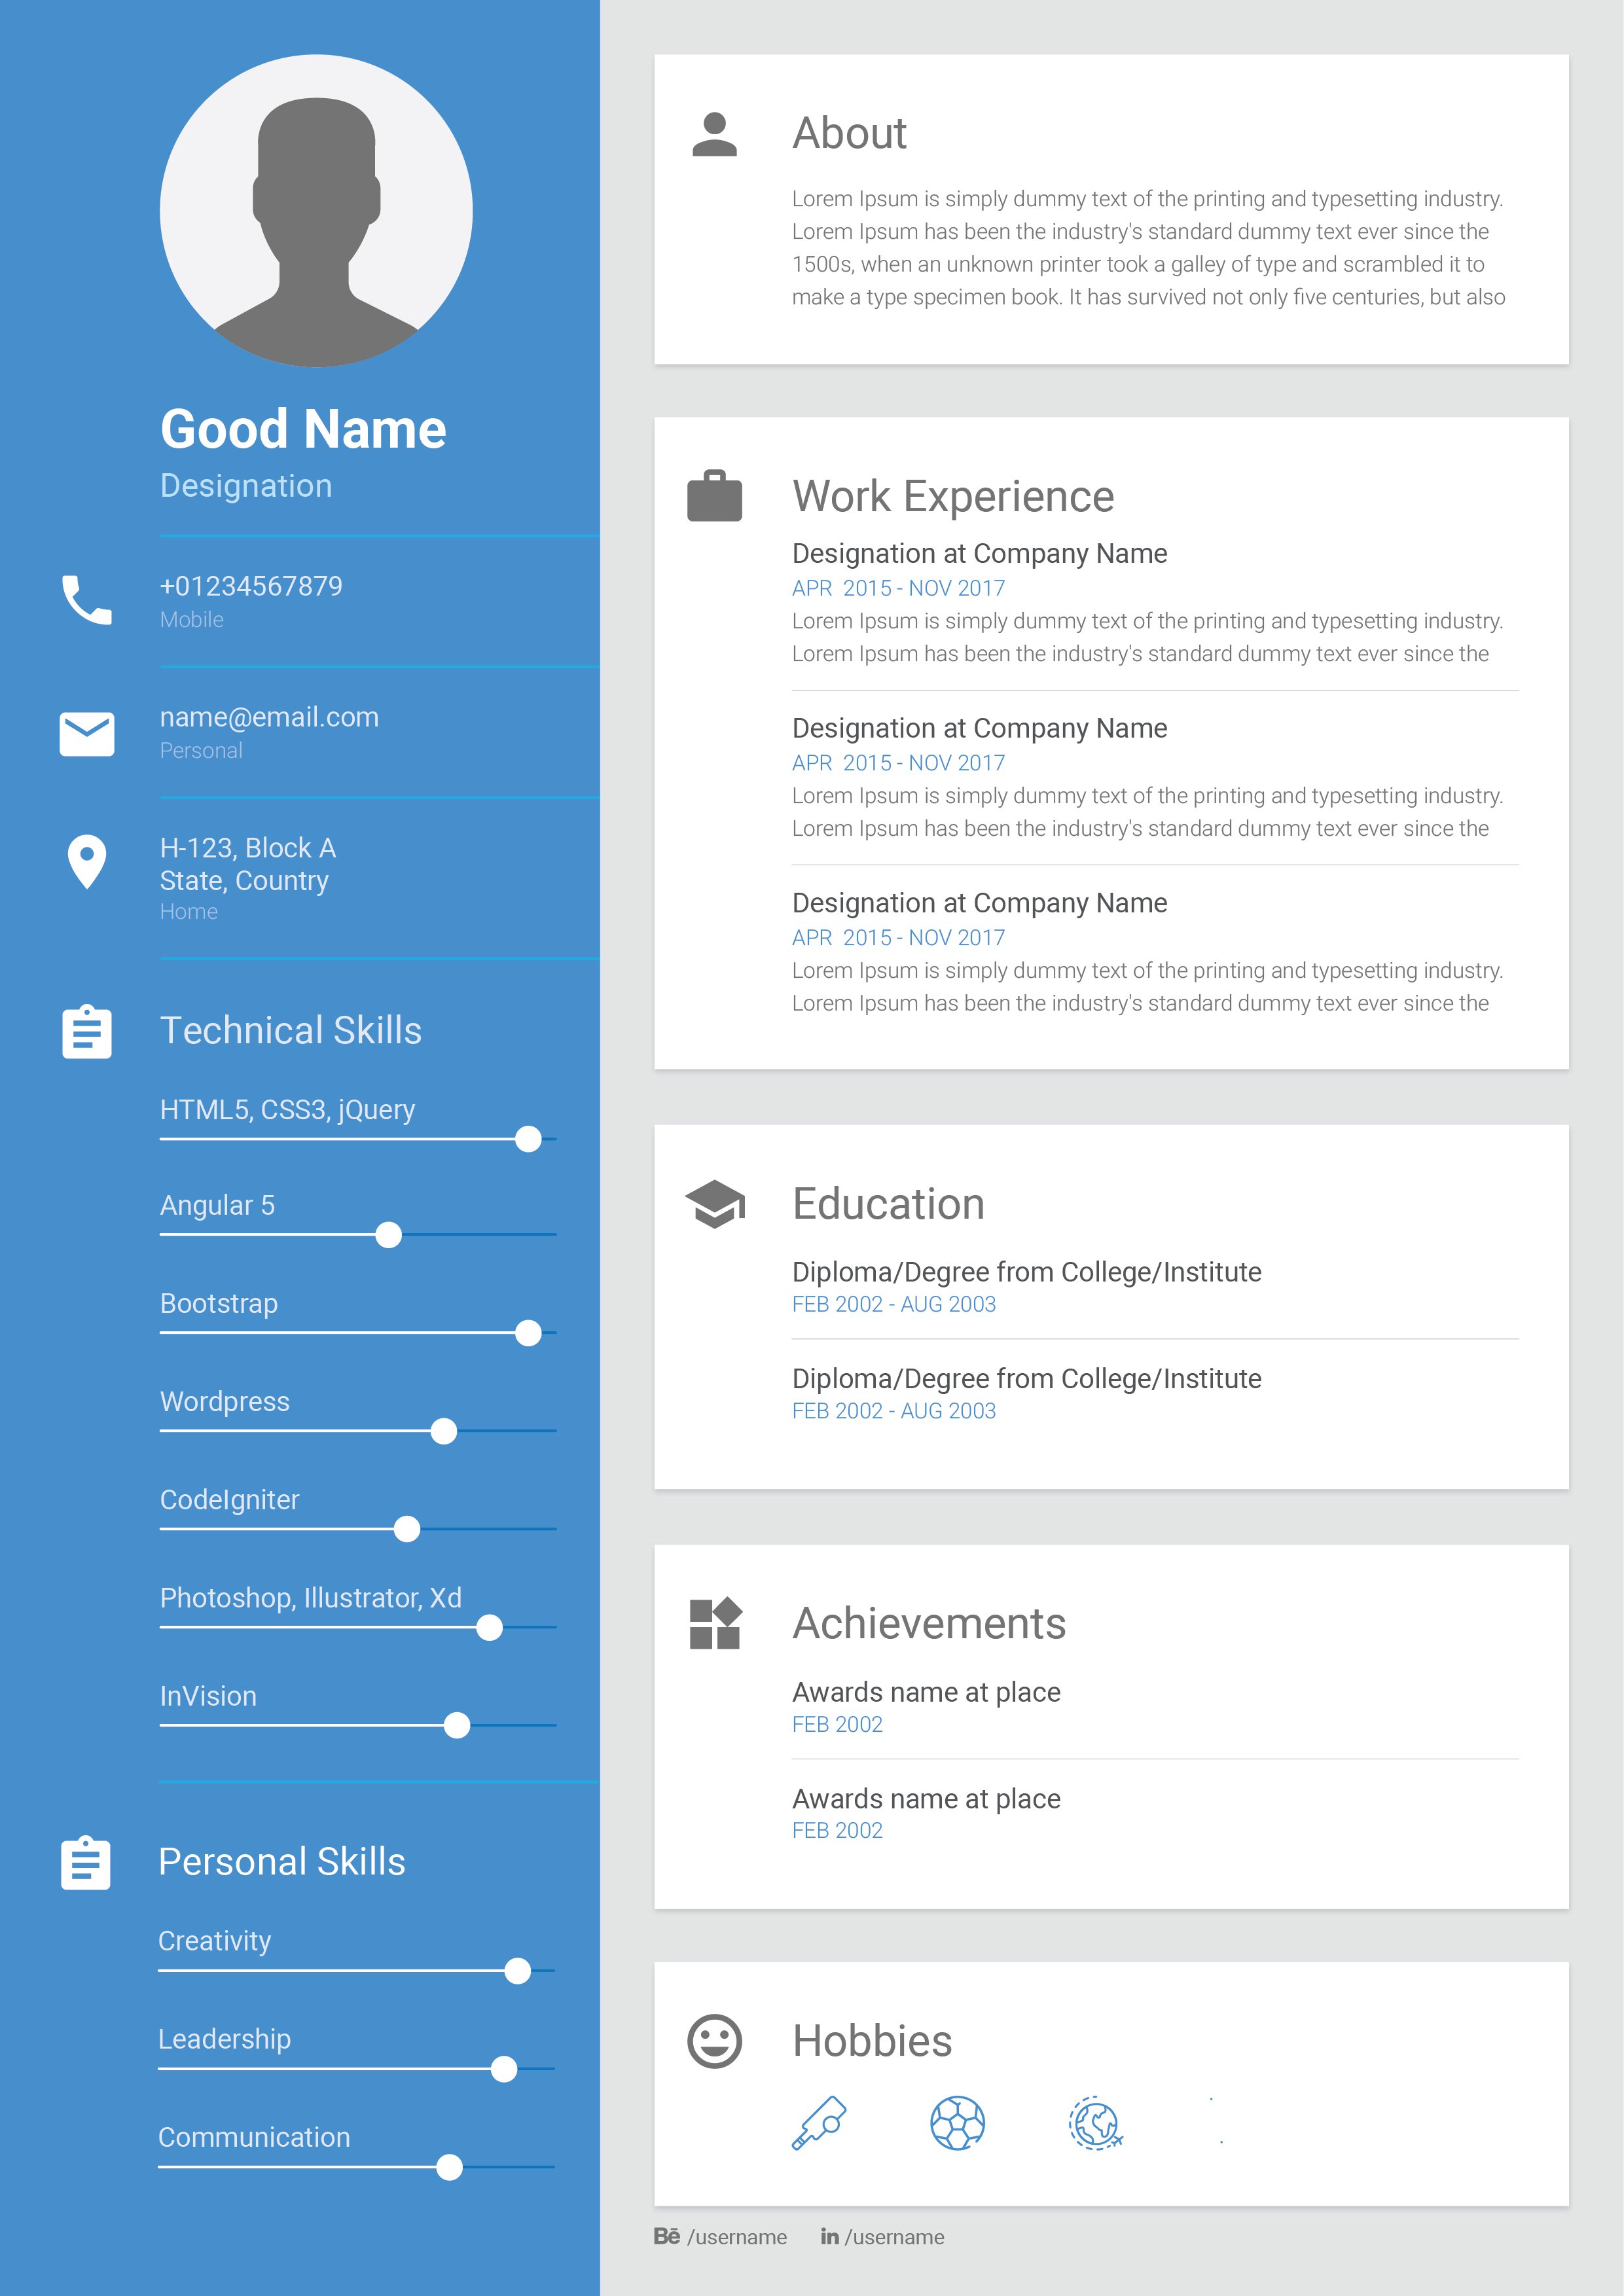 Good Name
Designation
+01234567879
Mobile
name@email.com
Personal
H-123, Block A
State, Country
Home
Technical Skills
HTML5, CSS3, jQuery
Angular 5
Bootstrap
Wordpress
CodeIgniter
Photoshop, Illustrator, Xd
InVision
Personal Skills
Creativity
Leadership
Communication
About
Lorem Ipsum is simply dummy text of the printing and typesetting industry.
Lorem Ipsum has been the industry's standard dummy text ever since the
1500s, when an unknown printer took a galley of type and scrambled it to
make a type specimen book. It has survived not only five centuries, but also
Work Experience
Designation at Company Name
APR 2015 - NOV 2017
Lorem Ipsum is simply dummy text of the printing and typesetting industry.
Lorem Ipsum has been the industry's standard dummy text ever since the
Designation at Company Name
APR 2015 - NOV 2017
Lorem Ipsum is simply dummy text of the printing and typesetting industry.
Lorem Ipsum has been the industry's standard dummy text ever since the
Designation at Company Name
APR 2015 - NOV 2017
Lorem Ipsum is simply dummy text of the printing and typesetting industry.
Lorem Ipsum has been the industry's standard dummy text ever since the
Education
Diploma/Degree from College/Institute
FEB 2002 - AUG 2003
Diploma/Degree from College/Institute
FEB 2002 - AUG 2003
Achievements
Awards name at place
FEB 2002
Awards name at place
FEB 2002
Hobbies
Bē /username in /username